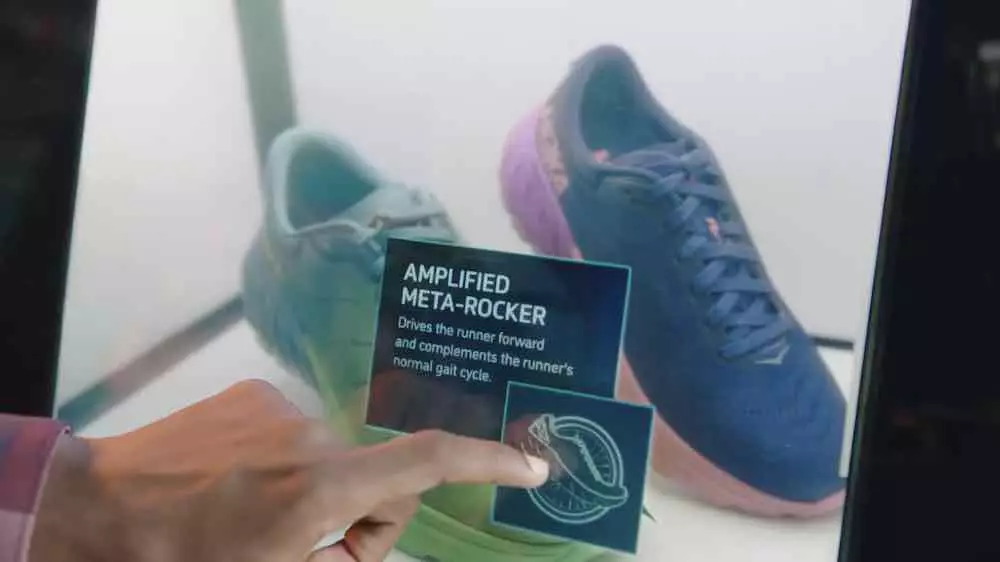 AMPLIFIED
META-ROCKER
Drives the runner forward
and complements the runner's
normal gait cycle.